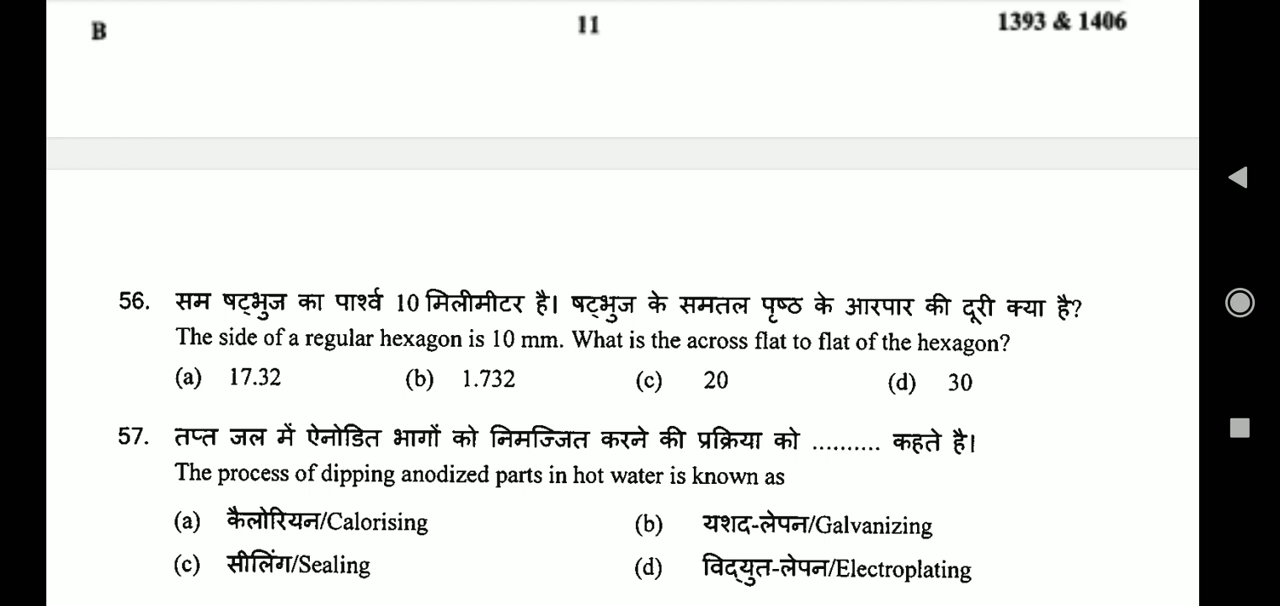 B 11 1393 & 1406
56. सम षट्भुज का पार्श्व 10 मिलीमीटर है। षट्भुज के समतल पृष्ठ के आरपार की दूरी क्या है?
The side of a regular hexagon is 10 mm. What is the across flat to flat of the hexagon?
(a) 17.32 (b) 1.732 (c) 20 (d) 30
57. तप्त जल में ऐनोडित भागों को निमज्जित करने की प्रक्रिया को .......... कहते है।
The process of dipping anodized parts in hot water is known as
(a) कैलोरियन/Calorising (b) यशद-लेपन/Galvanizing
(c) सीलिंग/Sealing (d) विद्युत-लेपन/Electroplating